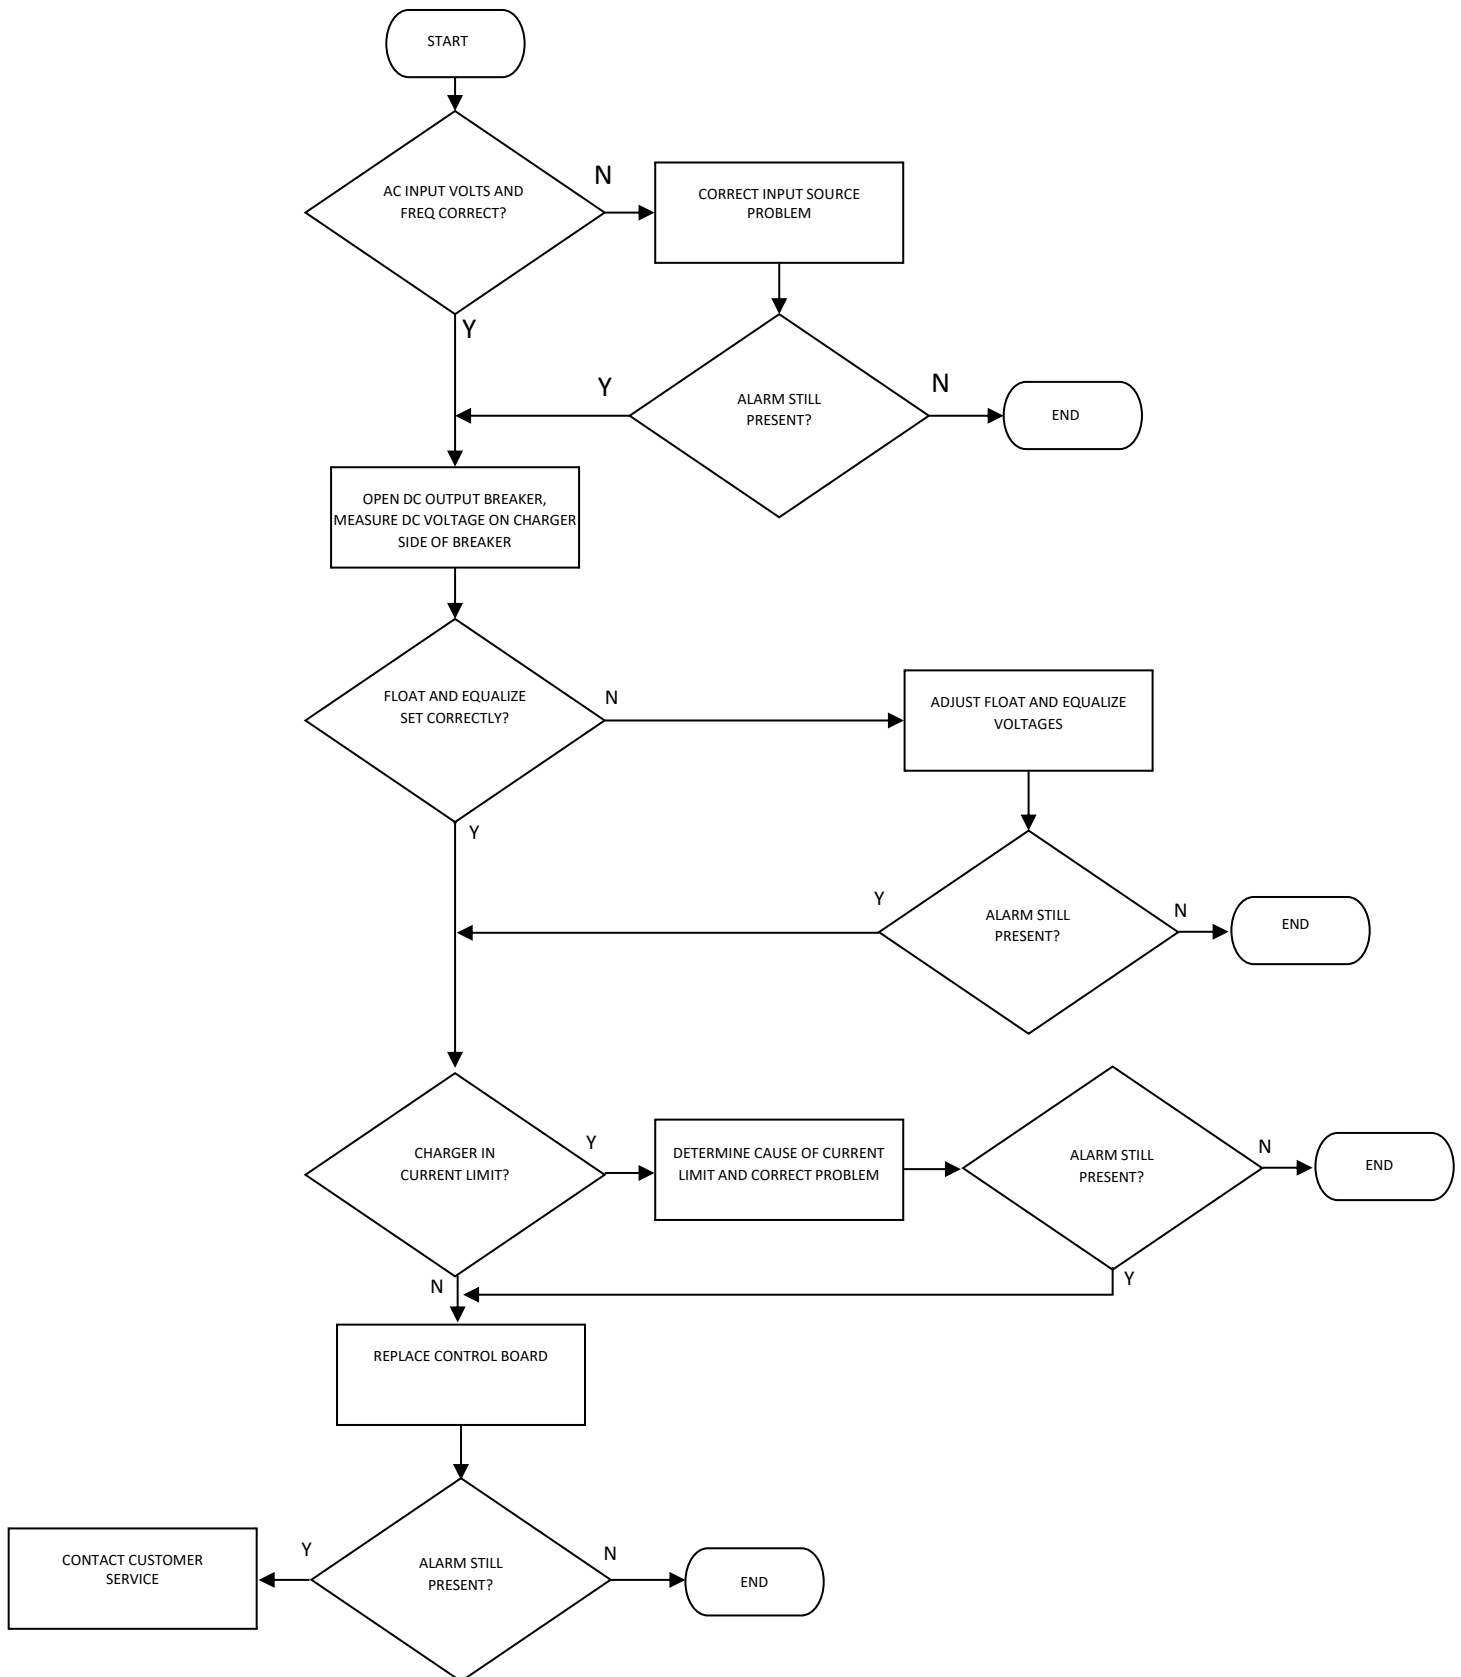 START
AC INPUT VOLTS AND
FREQ CORRECT?
N
CORRECT INPUT SOURCE
PROBLEM
Y
Y
ALARM STILL
PRESENT?
N
END
OPEN DC OUTPUT BREAKER,
MEASURE DC VOLTAGE ON CHARGER
SIDE OF BREAKER
FLOAT AND EQUALIZE
SET CORRECTLY?
N
ADJUST FLOAT AND EQUALIZE
VOLTAGES
Y
Y
ALARM STILL
PRESENT?
N
END
CHARGER IN
CURRENT LIMIT?
Y
DETERMINE CAUSE OF CURRENT
LIMIT AND CORRECT PROBLEM
ALARM STILL
PRESENT?
N
END
N
Y
REPLACE CONTROL BOARD
CONTACT CUSTOMER
SERVICE
Y
ALARM STILL
PRESENT?
N
END